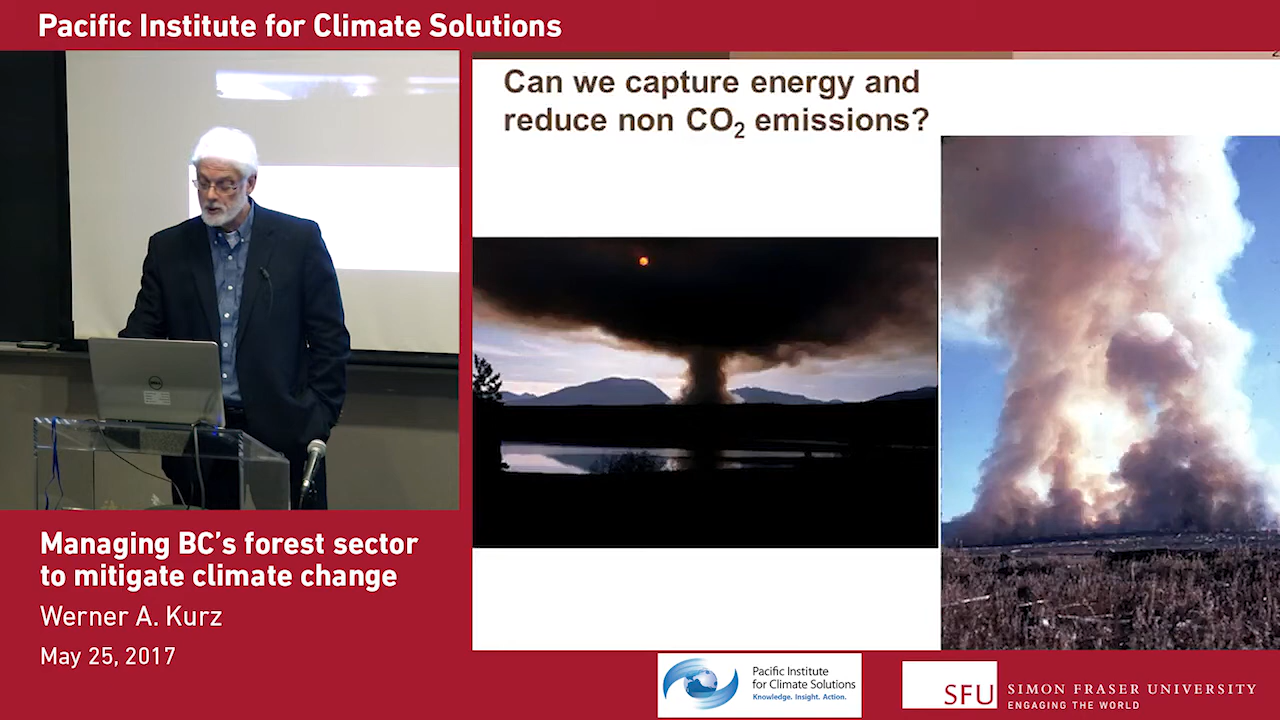 Pacific Institute for Climate Solutions
Can we capture energy and
reduce non CO₂ emissions?
DELL
Managing BC's forest sector
to mitigate climate change
Werner A. Kurz
May 25, 2017
Pacific Institute
for Climate Solutions
Knowledge. Insight. Action.
SFU
SIMON FRASER UNIVERSITY
ENGAGING THE WORLD